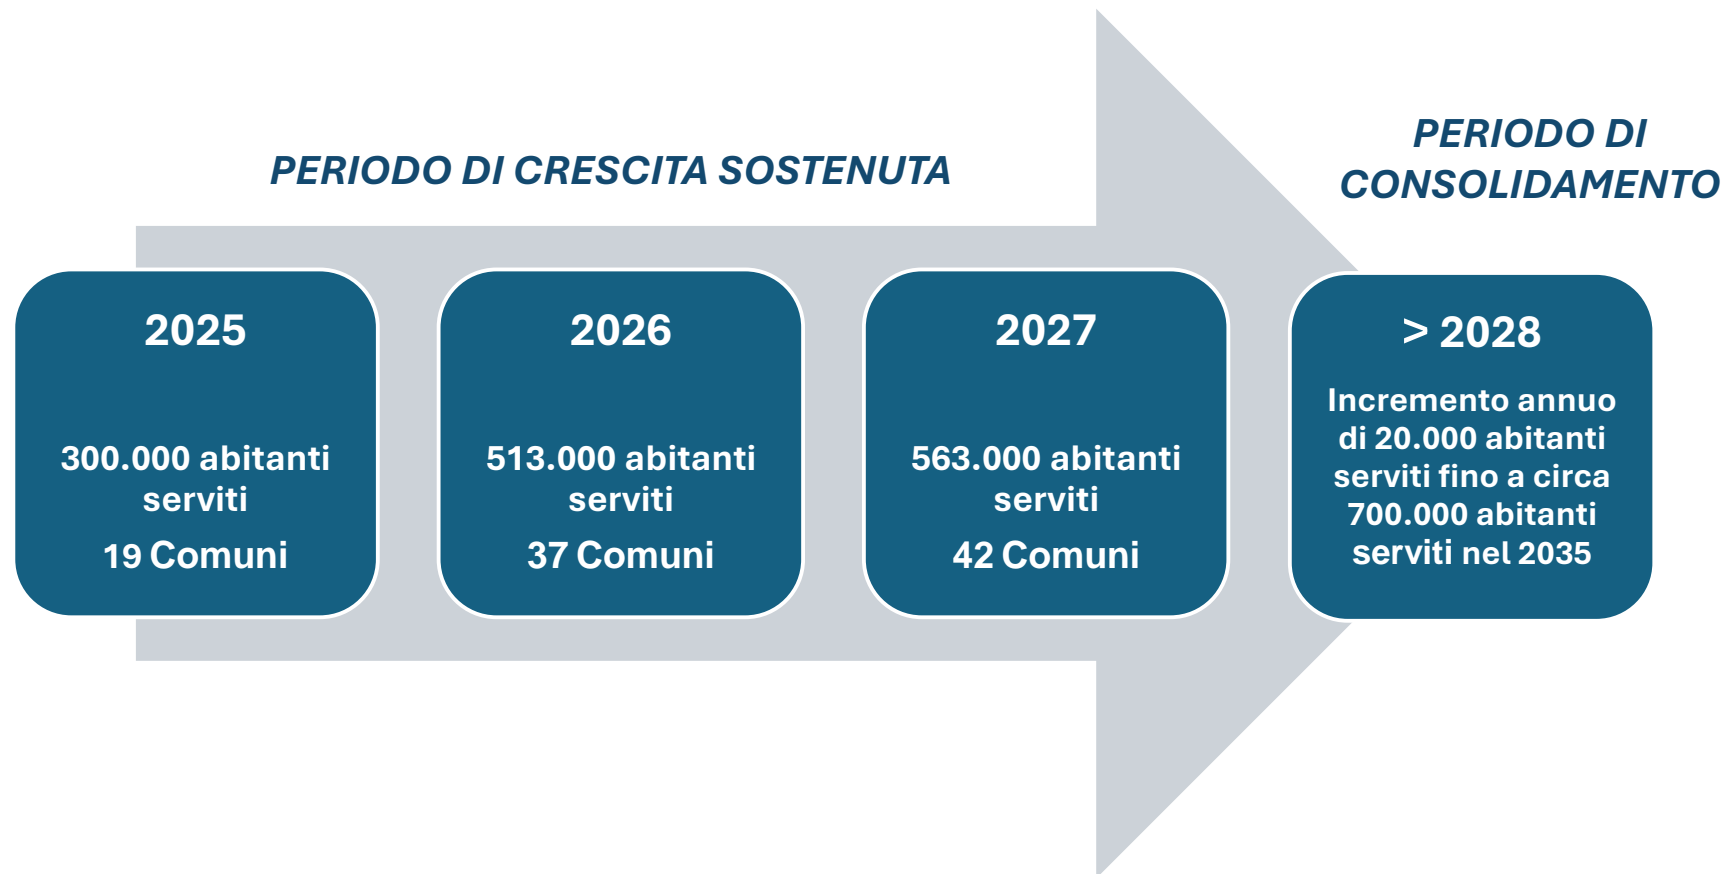 PERIODO DI CRESCITA SOSTENUTA
PERIODO DI
CONSOLIDAMENTO
2025
300.000 abitanti
serviti
19 Comuni
2026
513.000 abitanti
serviti
37 Comuni
2027
563.000 abitanti
serviti
42 Comuni
> 2028
Incremento annuo
di 20.000 abitanti
serviti fino a circa
700.000 abitanti
serviti nel 2035